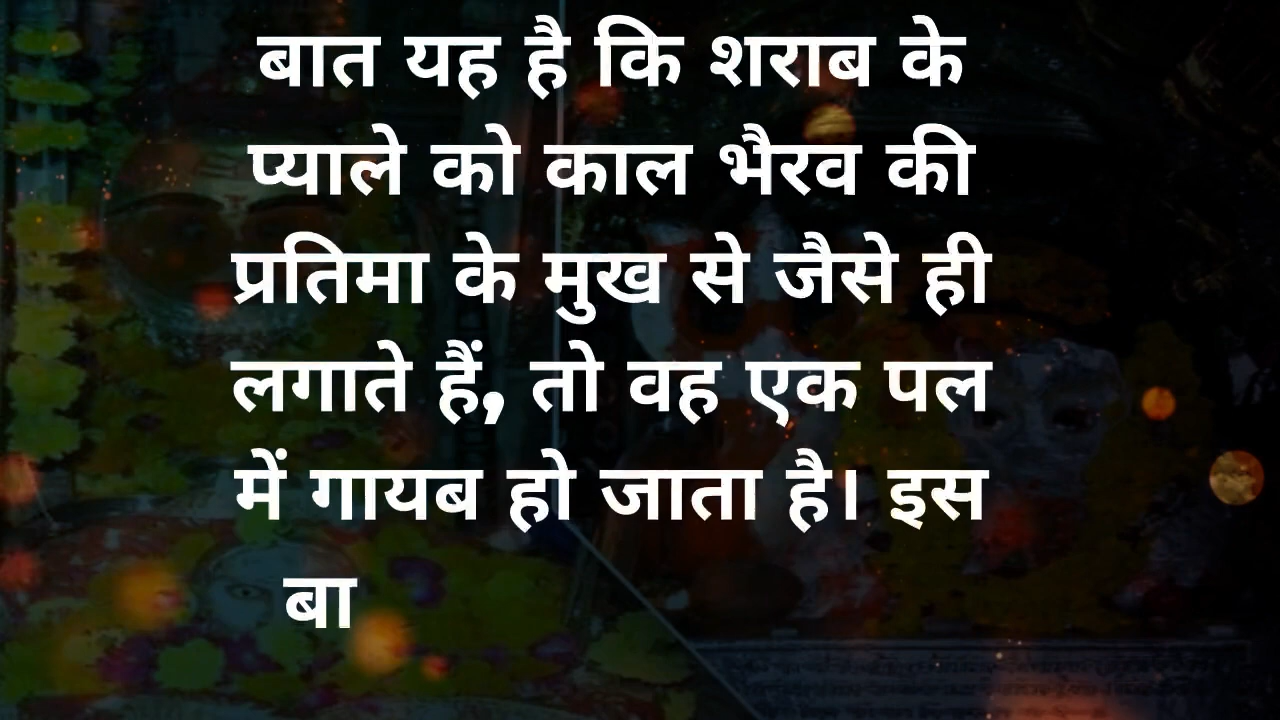 बात यह है कि शराब के
प्याले को काल भैरव की
प्रतिमा के मुख से जैसे ही
लगाते हैं, तो वह एक पल
में गायब हो जाता है। इस
बा